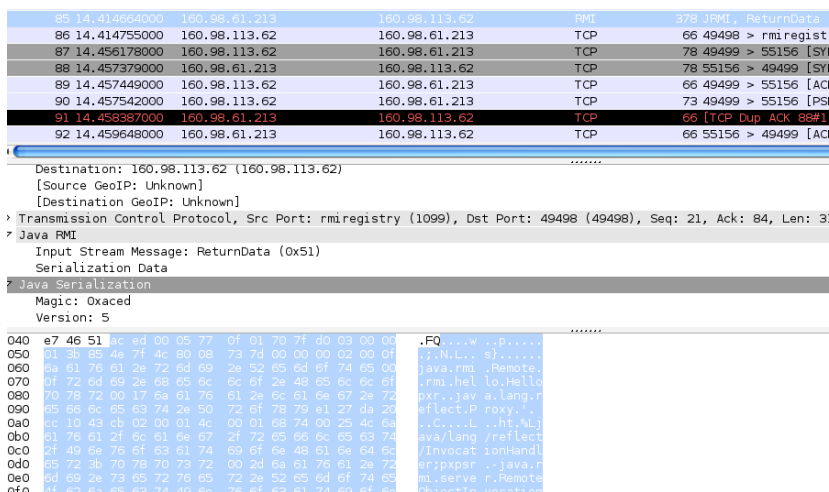 85 14.414664000 160.98.61.213 160.98.113.62 RMI 378 JRMI, ReturnData
86 14.414755000 160.98.113.62 160.98.61.213 TCP 66 49498 > rmiregist
87 14.456178000 160.98.113.62 160.98.61.213 TCP 78 49499 > 55156 [SY
88 14.457379000 160.98.61.213 160.98.113.62 TCP 78 55156 > 49499 [SY
89 14.457449000 160.98.113.62 160.98.61.213 TCP 66 49499 > 55156 [AC
90 14.457542000 160.98.113.62 160.98.61.213 TCP 73 49499 > 55156 [PS
91 14.458387000 160.98.61.213 160.98.113.62 TCP 66 [TCP Dup ACK 88#1
92 14.459648000 160.98.61.213 160.98.113.62 TCP 66 55156 > 49499 [AC
Destination: 160.98.113.62 (160.98.113.62)
[Source GeoIP: Unknown]
[Destination GeoIP: Unknown]
Transmission Control Protocol, Src Port: rmiregistry (1099), Dst Port: 49498 (49498), Seq: 21, Ack: 84, Len: 3
Java RMI
Input Stream Message: ReturnData (0x51)
Serialization Data
Java Serialization
Magic: 0xaced
Version: 5
040 e7 46 51 ac ed 00 05 77 0f 01 70 7f d0 03 00 00 .FQ....w ..p.....
050 01 3b 85 4e 7f 4c 80 08 73 7d 00 00 00 02 00 0f .;.N.L.. s}......
060 6a 61 76 61 2e 72 6d 69 2e 52 65 6d 6f 74 65 00 java.rmi .Remote.
070 0f 72 6d 69 2e 68 65 6c 6c 6f 2e 48 65 6c 6c 6f .rmi.hel lo.Hello
080 70 78 72 00 17 6a 61 76 61 2e 6c 61 6e 67 2e 72 pxr..jav a.lang.r
090 65 66 6c 65 63 74 2e 50 72 6f 78 79 e1 27 da 20 eflect.P roxy.'.
0a0 cc 10 43 cb 02 00 01 4c 00 01 68 74 00 25 4c 6a ..C....L ..ht.%Lj
0b0 61 76 61 2f 6c 61 6e 67 2f 72 65 66 6c 65 63 74 ava/lang /reflect
0c0 2f 49 6e 76 6f 63 61 74 69 6f 6e 48 61 6e 64 6c /Invocat ionHandl
0d0 65 72 3b 70 78 70 73 72 00 2d 6a 61 76 61 2e 72 er;pxpsr .-java.r
0e0 6d 69 2e 73 65 72 76 65 72 2e 52 65 6d 6f 74 65 mi.serve r.Remote
0f0 4f 62 6a 65 63 74 49 6e 76 6f 63 61 74 69 6f 6e ObjectIn vocation